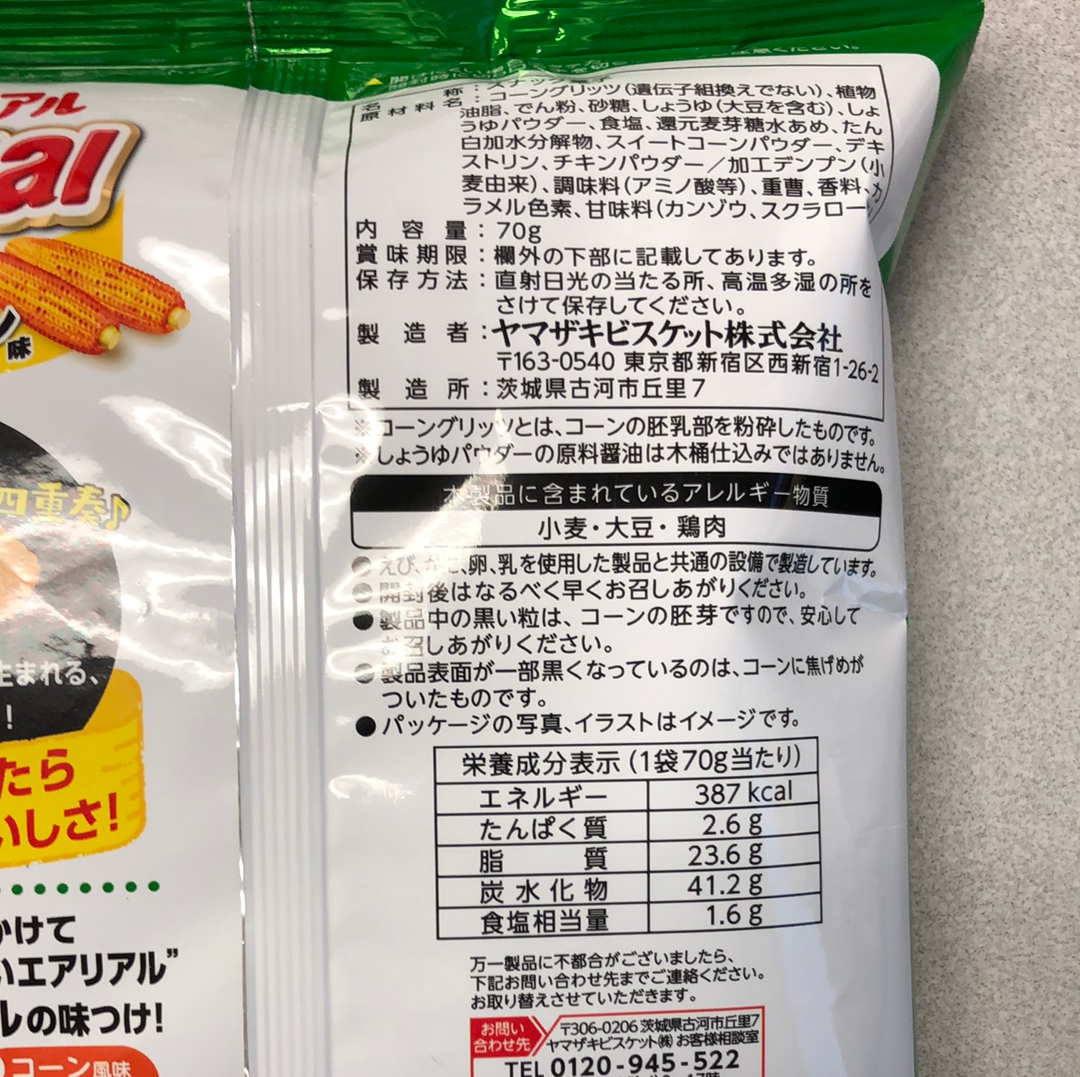 アル
al
味
四重奏♪
生まれる、
!
たら
いしさ!
かけて
いエアリアル”
ルの味つけ!
コーン風味
名 称:スナック菓子
原材料名:コーングリッツ(遺伝子組換えでない)、植物
油脂、でん粉、砂糖、しょうゆ(大豆を含む)、しょ
うゆパウダー、食塩、還元麦芽糖水あめ、たん
白加水分解物、スイートコーンパウダー、デキ
ストリン、チキンパウダー/加工デンプン(小
麦由来)、調味料(アミノ酸等)、重曹、香料、カ
ラメル色素、甘味料(カンゾウ、スクラロー
内容量:70g
賞味期限:欄外の下部に記載してあります。
保存方法:直射日光の当たる所、高温多湿の所を
さけて保存してください。
製造者:ヤマザキビスケット株式会社
〒163-0540 東京都新宿区西新宿1-26-2
製造所:茨城県古河市丘里7
※コーングリッツとは、コーンの胚乳部を粉砕したものです。
※しょうゆパウダーの原料醤油は木桶仕込みではありません。
本製品に含まれているアレルギー物質
小麦・大豆・鶏肉
●えび、かに、卵、乳を使用した製品と共通の設備で製造しています。
●開封後はなるべく早くお召しあがりください。
●製品中の黒い粒は、コーンの胚芽ですので、安心して
お召しあがりください。
●製品表面が一部黒くなっているのは、コーンに焦げめが
ついたものです。
●パッケージの写真、イラストはイメージです。
栄養成分表示(1袋70g当たり)
エネルギー 387 kcal
たんぱく質 2.6 g
脂質 23.6 g
炭水化物 41.2 g
食塩相当量 1.6 g
万一製品に不都合がございましたら、
下記お問い合わせ先までご連絡ください。
お取り替えさせていただきます。
お問い
合わせ先
〒306-0206 茨城県古河市丘里7
ヤマザキビスケット㈱ お客様相談室
TEL 0120-945-522